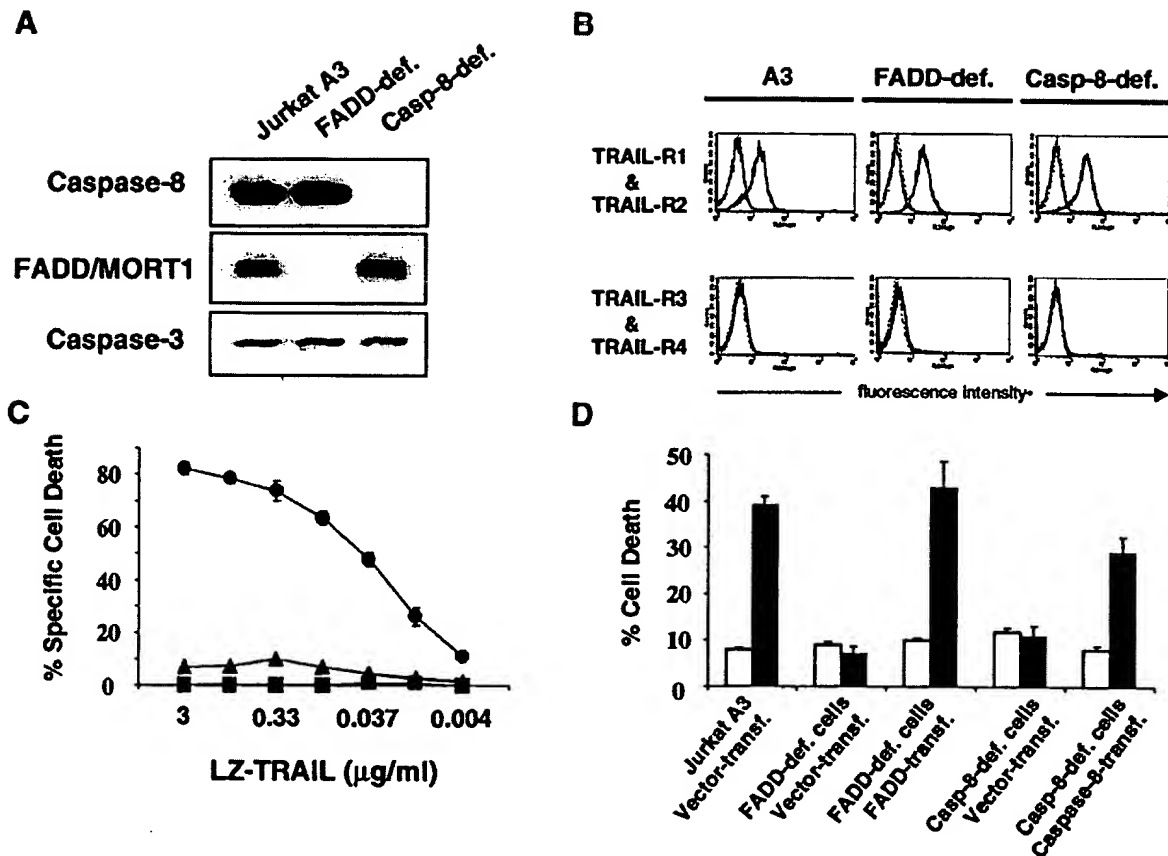 A
Jurkat A3
FADD-def.
Casp-8-def.
Caspase-8
FADD/MORT1
Caspase-3
B
A3
FADD-def.
Casp-8-def.
TRAIL-R1
&
TRAIL-R2
TRAIL-R3
&
TRAIL-R4
fluorescence intensity
C
% Specific Cell Death
80
60
40
20
0
3
0.33
0.037
0.004
LZ-TRAIL (µg/ml)
D
% Cell Death
50
40
30
20
10
0
Jurkat A3
Vector-transf.
FADD-def. cells
Vector-transf.
FADD-def. cells
FADD-transf.
Casp-8-def. cells
Vector-transf.
Casp-8-def. cells
Caspase-8-transf.